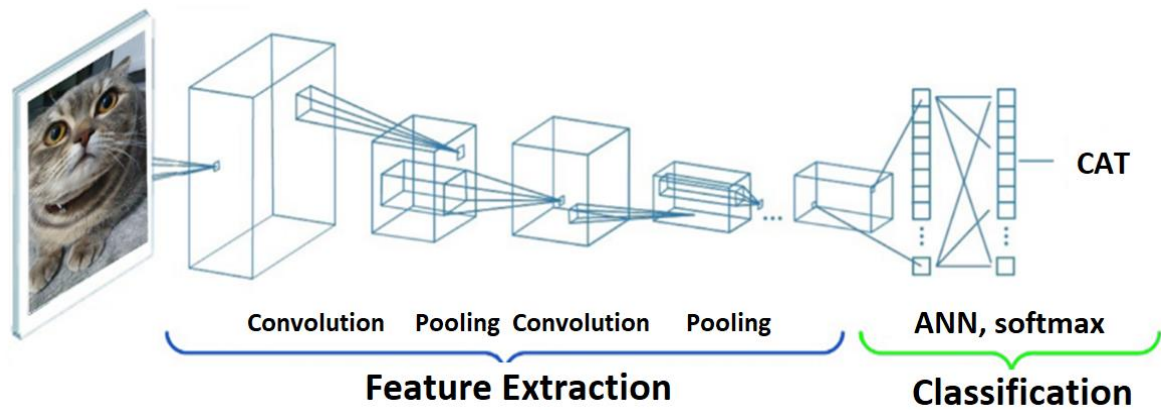 CAT
Convolution Pooling Convolution Pooling ANN, softmax
Feature Extraction Classification